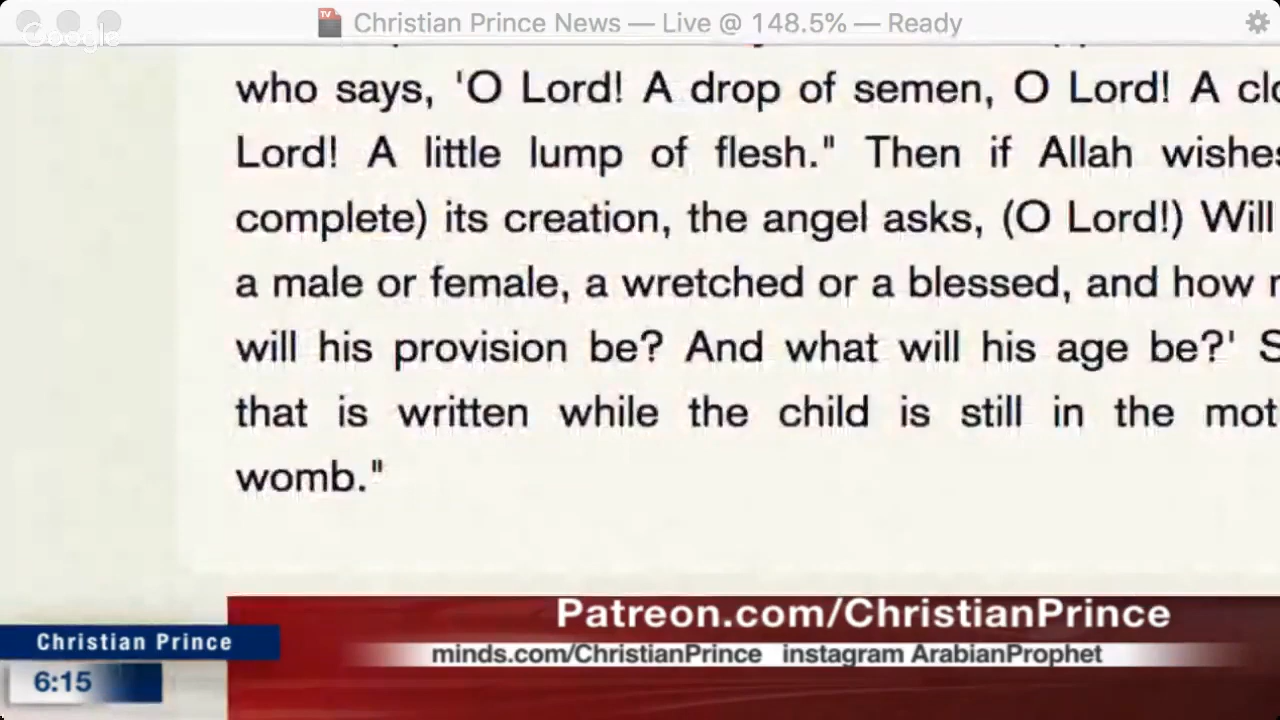 Christian Prince News — Live @ 148.5% — Ready
Google
who says, 'O Lord! A drop of semen, O Lord! A
Lord! A little lump of flesh." Then if Allah
complete) its creation, the angel asks, (O Lord!) Will
a male or female, a wretched or a blessed, and how
will his provision be? And what will his age be?'
that is written while the child is still in the
womb."
Patreon.com/ChristianPrince
Christian Prince
minds.com/ChristianPrince instagram ArabianProphet
6:15